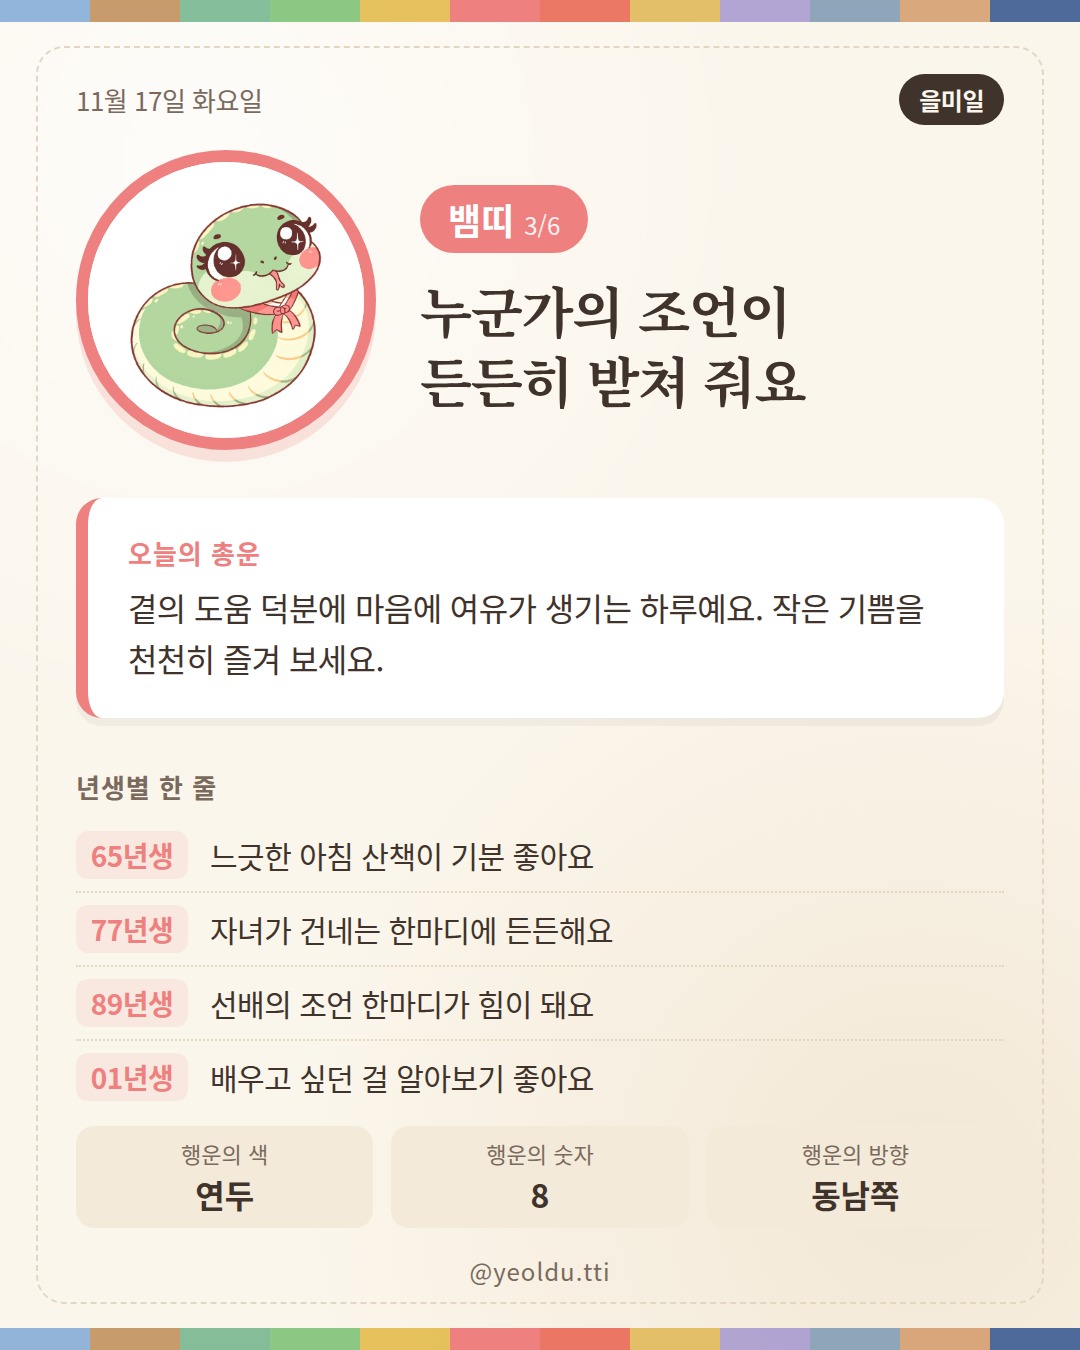 11월 17일 화요일
을미일
뱀띠 3/6
누군가의 조언이
든든히 받쳐 줘요
오늘의 총운
곁의 도움 덕분에 마음에 여유가 생기는 하루예요. 작은 기쁨을
천천히 즐겨 보세요.
년생별 한 줄
65년생 느긋한 아침 산책이 기분 좋아요
77년생 자녀가 건네는 한마디에 든든해요
89년생 선배의 조언 한마디가 힘이 돼요
01년생 배우고 싶던 걸 알아보기 좋아요
행운의 색
연두
행운의 숫자
8
행운의 방향
동남쪽
@yeoldu.tti